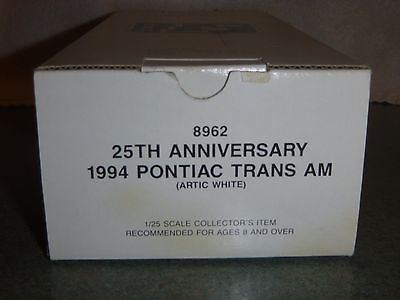 8962
25TH ANNIVERSARY
1994 PONTIAC TRANS AM
(ARTIC WHITE)
1/25 SCALE COLLECTOR'S ITEM
RECOMMENDED FOR AGES 8 AND OVER